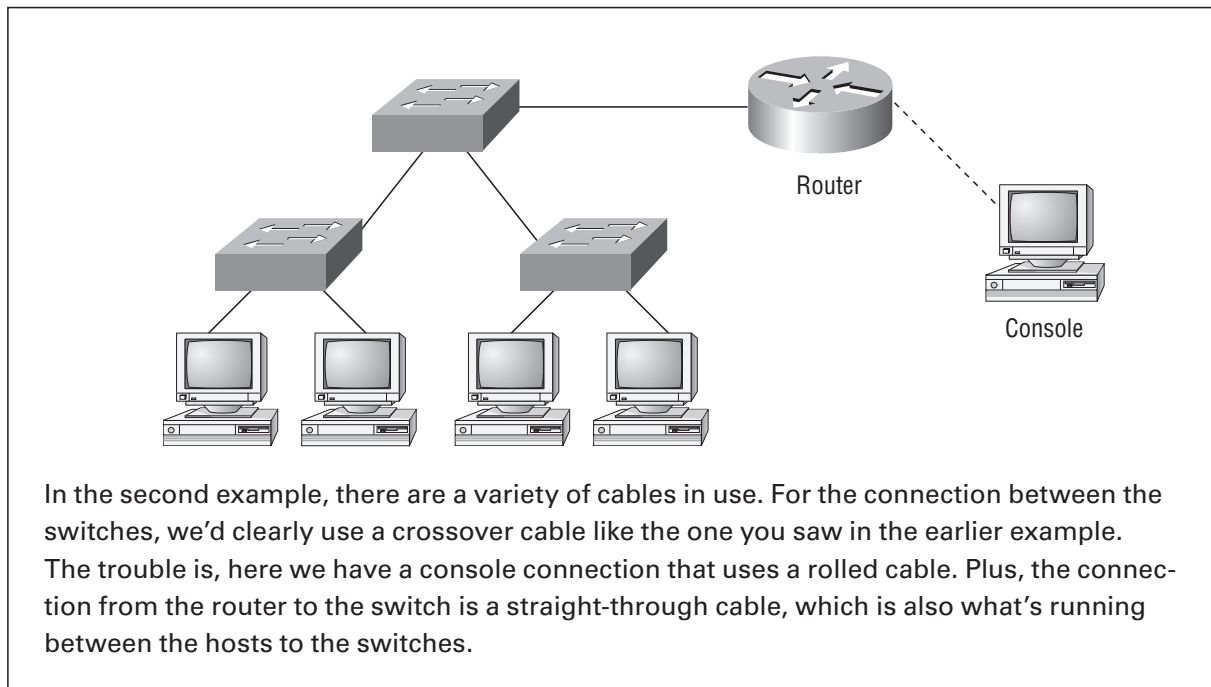 Router
Console
In the second example, there are a variety of cables in use. For the connection between the
switches, we’d clearly use a crossover cable like the one you saw in the earlier example.
The trouble is, here we have a console connection that uses a rolled cable. Plus, the connec-
tion from the router to the switch is a straight-through cable, which is also what’s running
between the hosts to the switches.